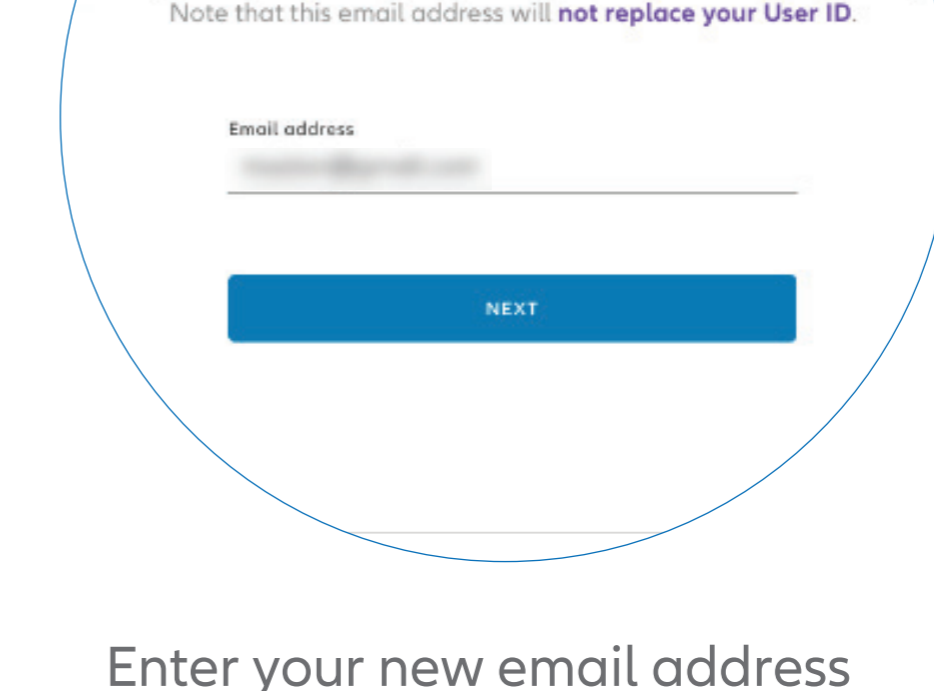 Note that this email address will not replace your User ID.
Email address
NEXT
Enter your new email address